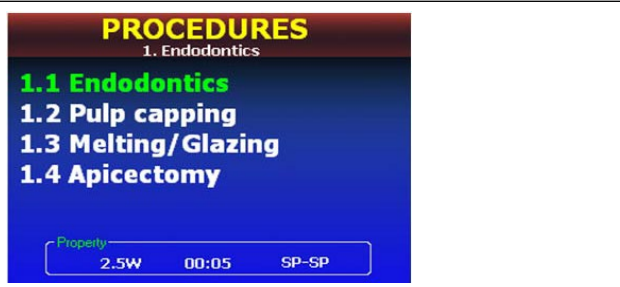 PROCEDURES
1. Endodontics
1.1 Endodontics
1.2 Pulp capping
1.3 Melting/Glazing
1.4 Apicectomy
Property
2.5W 00:05 SP-SP